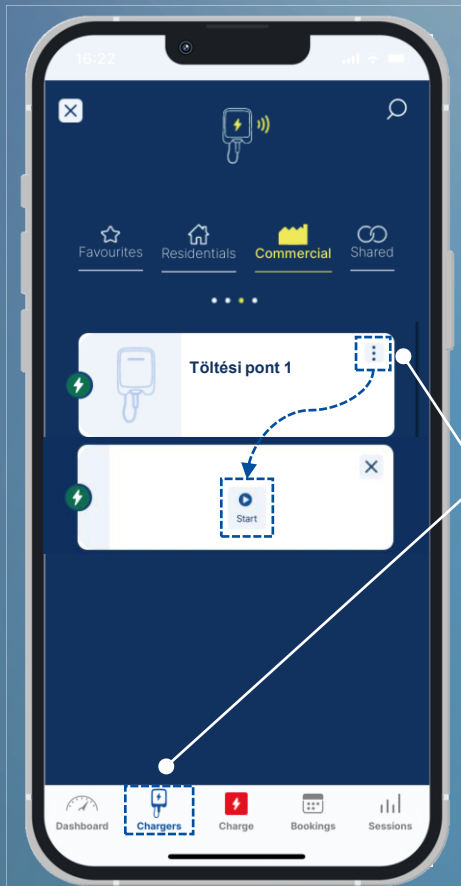 16:22
Favourites
Residentials
Commercial
Shared
Töltési pont 1
Start
Dashboard
Chargers
Charge
Bookings
Sessions